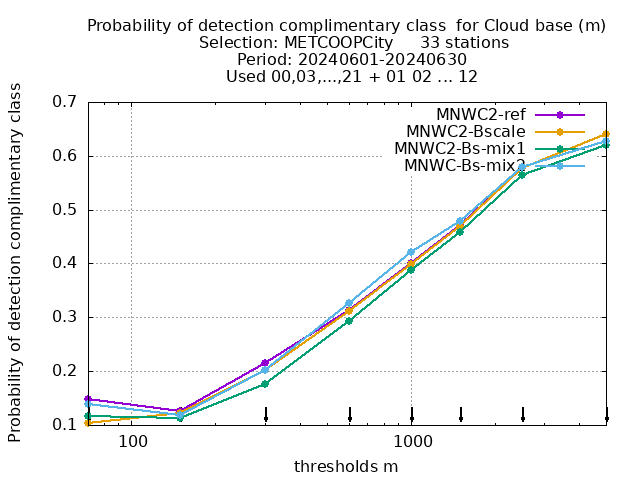 Probability of detection complimentary class  for Cloud base (m)
Selection: METCOOPCity     33 stations
Period: 20240601-20240630
Used 00,03,...,21 + 01 02 ... 12
Probability of detection complimentary class
0.7
0.6
0.5
0.4
0.3
0.2
0.1
MNWC2-ref
MNWC2-Bscale
MNWC2-Bs-mix1
MNWC-Bs-mix2
100
1000
thresholds m